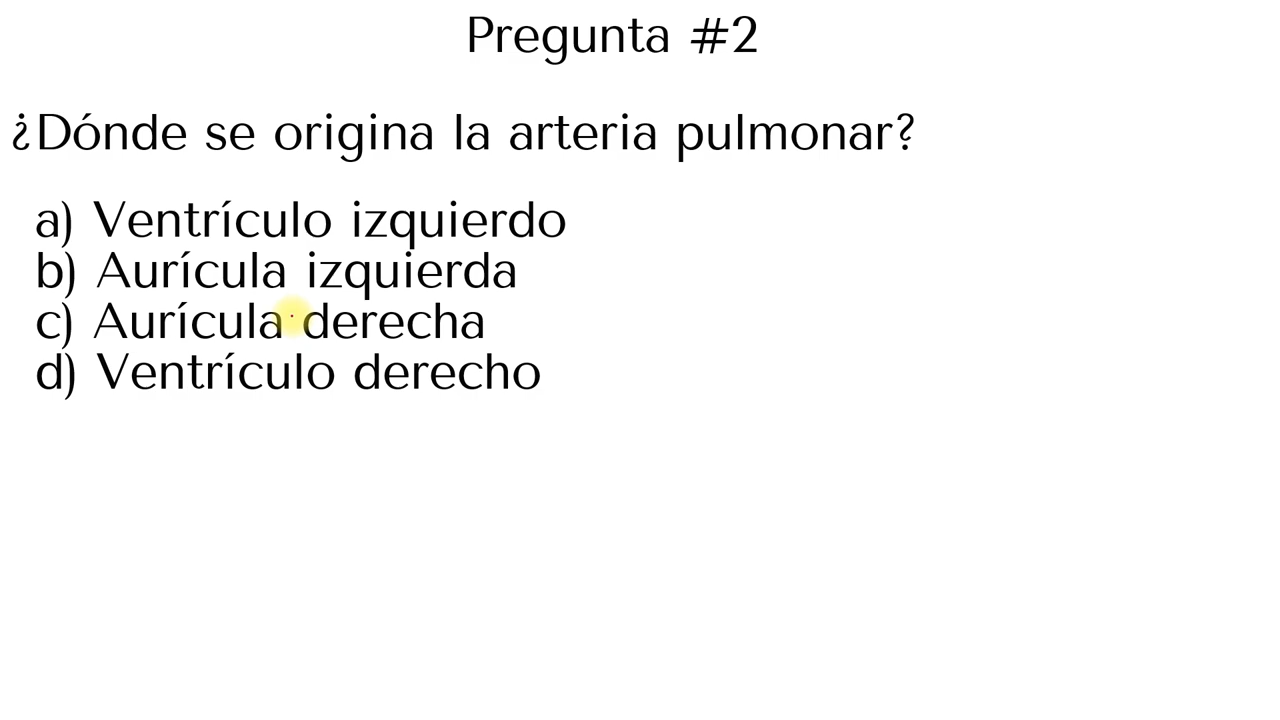 Pregunta #2
¿Dónde se origina la arteria pulmonar?
a) Ventrículo izquierdo
b) Aurícula izquierda
c) Aurícula derecha
d) Ventrículo derecho